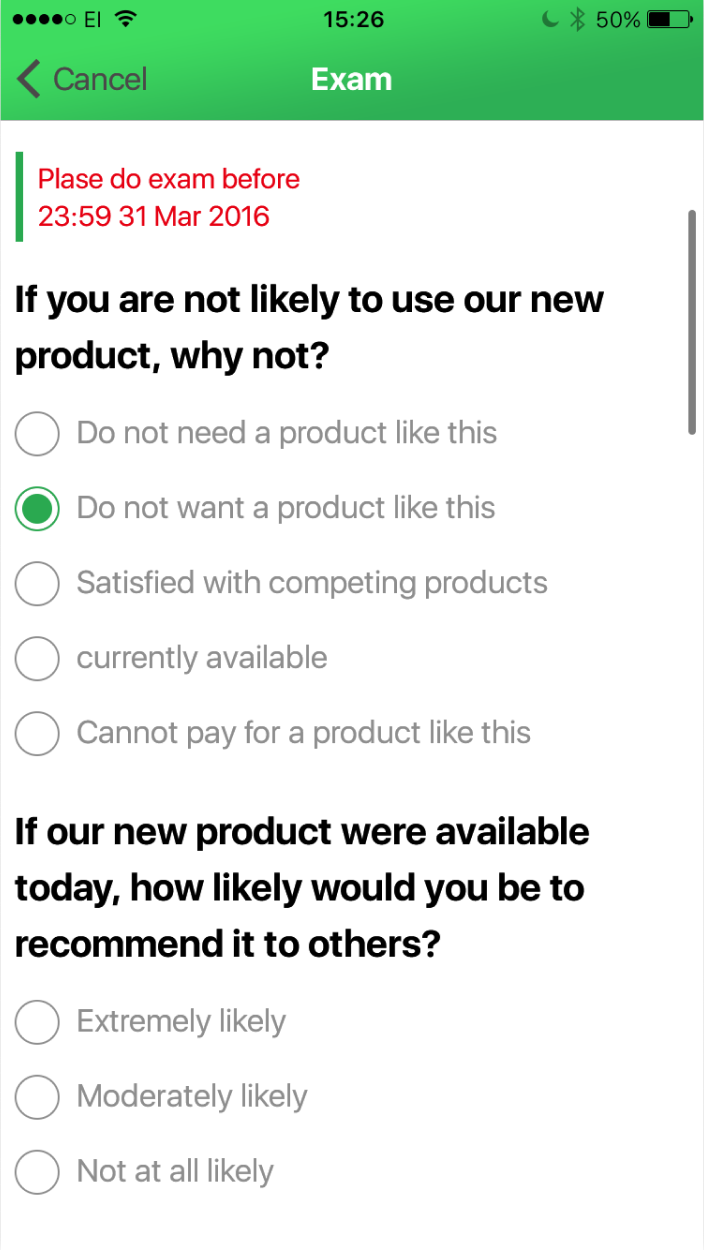 EI 15:26 50%
Cancel Exam
Plase do exam before
23:59 31 Mar 2016
If you are not likely to use our new
product, why not?
Do not need a product like this
Do not want a product like this
Satisfied with competing products
currently available
Cannot pay for a product like this
If our new product were available
today, how likely would you be to
recommend it to others?
Extremely likely
Moderately likely
Not at all likely